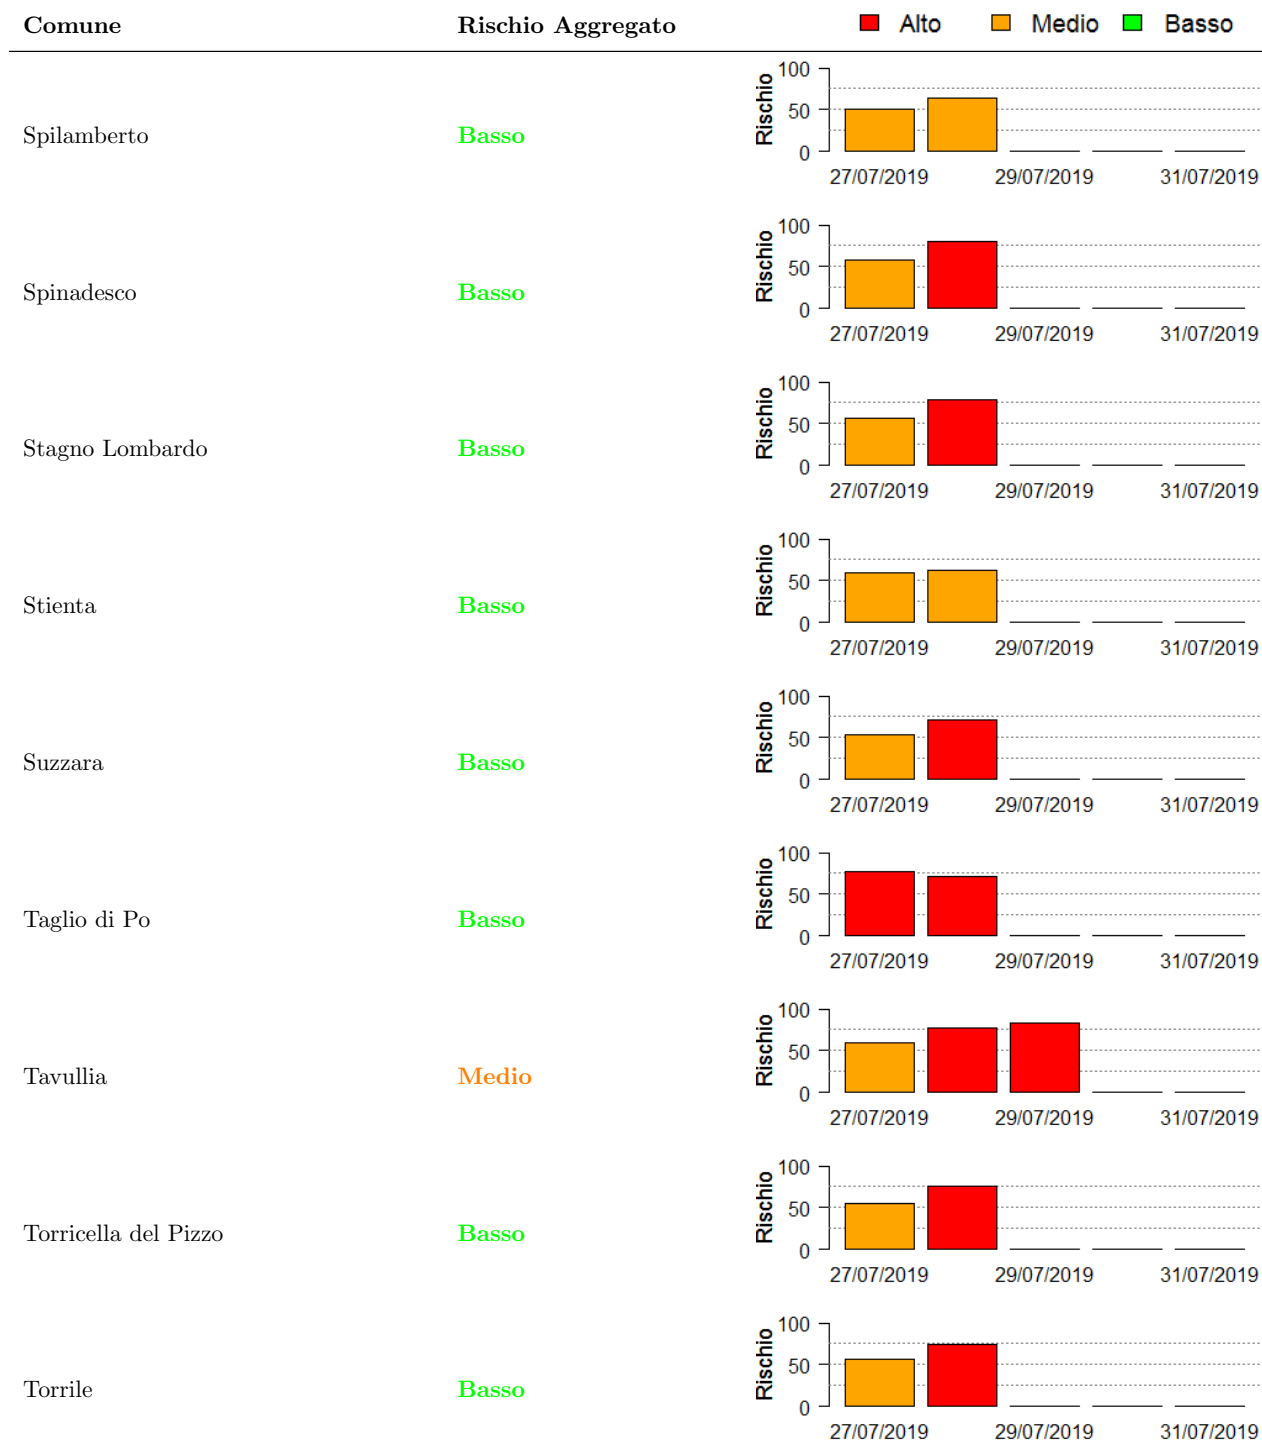 Comune Rischio Aggregato Alto Medio Basso
Spilamberto Basso Rischio 100 50 0
27/07/2019 29/07/2019 31/07/2019
Spinadesco Basso Rischio 100 50 0
27/07/2019 29/07/2019 31/07/2019
Stagno Lombardo Basso Rischio 100 50 0
27/07/2019 29/07/2019 31/07/2019
Stienta Basso Rischio 100 50 0
27/07/2019 29/07/2019 31/07/2019
Suzzara Basso Rischio 100 50 0
27/07/2019 29/07/2019 31/07/2019
Taglio di Po Basso Rischio 100 50 0
27/07/2019 29/07/2019 31/07/2019
Tavullia Medio Rischio 100 50 0
27/07/2019 29/07/2019 31/07/2019
Torricella del Pizzo Basso Rischio 100 50 0
27/07/2019 29/07/2019 31/07/2019
Torrile Basso Rischio 100 50 0
27/07/2019 29/07/2019 31/07/2019